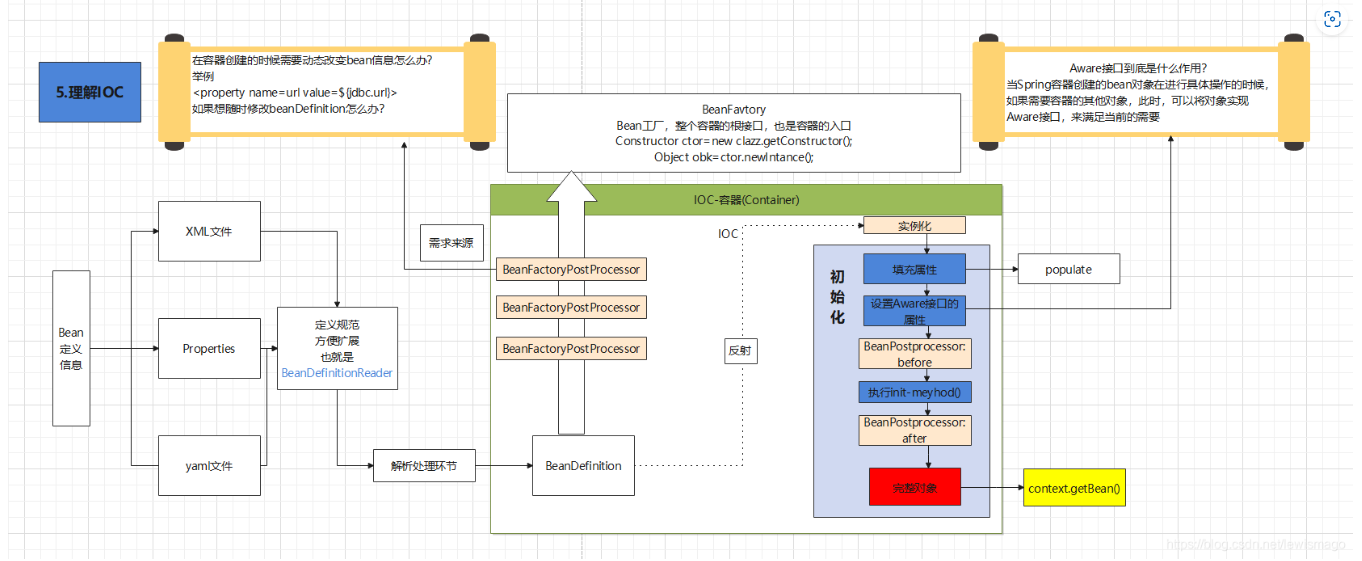 5.理解IOC
在容器创建的时候需要动态改变bean信息怎么办?
举例
<property name=url value=${jdbc.url)>
如果想随时修改beanDefinition怎么办?
BeanFartory
Bean工厂，整个容器的根接口，也是容器的入口
Constructor ctor=new clazz.getConstructor();
Object obk=ctor.newIntance();
Aware接口到底是什么作用?
当Spring容器创建的bean对象在进行具体操作的时候，
如果需要容器的其他对象，此时，可以将对象实现
Aware接口，来满足当前的需要
Bean
定义
信息
XML文件
Properties
yaml文件
定义规范
方便扩展
也就是
BeanDefinitionReader
解析处理环节
需求来源
IOC-容器(Container)
BeanFactoryPostProcessor
BeanFactoryPostProcessor
BeanFactoryPostProcessor
BeanDefinition
IOC
反射
实例化
初
始
化
填充属性
populate
设置Aware接口的
属性
BeanPostprocessor:
before
执行init-meyhod()
BeanPostprocessor:
after
完整对象
context.getBean()